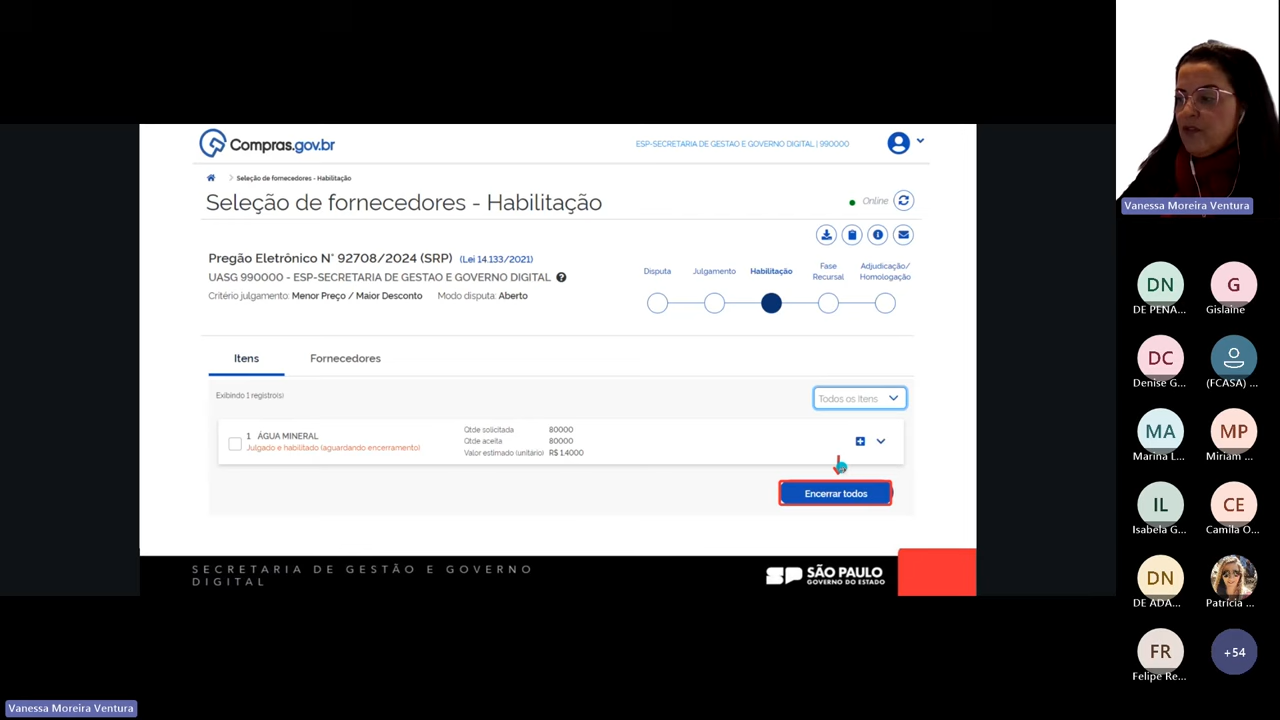 Compras.gov.br
ESP-SECRETARIA DE GESTAO E GOVERNO DIGITAL | 990000
Seleção de fornecedores - Habilitação
Seleção de fornecedores - Habilitação
Online
Pregão Eletrônico N° 92708/2024 (SRP) (Lei 14.133/2021)
UASG 990000 - ESP-SECRETARIA DE GESTAO E GOVERNO DIGITAL
Critério julgamento: Menor Preço / Maior Desconto Modo disputa: Aberto
Disputa
Julgamento
Habilitação
Fase
Recursal
Adjudicação/
Homologação
Itens
Fornecedores
Exibindo 1 registro(s)
Todos os Itens
1 ÁGUA MINERAL
Julgado e habilitado (aguardando encerramento)
Qtde solicitada 80000
Qtde aceita 80000
Valor estimado (unitário) R$ 1,4000
Encerrar todos
SECRETARIA DE GESTÃO E GOVERNO
DIGITAL
SP SÃO PAULO
GOVERNO DO ESTADO
Vanessa Moreira Ventura
DN
DE PENA...
G
Gislaine
DC
Denise G...
(FCASA) ...
MA
Marina L...
MP
Miriam ...
IL
Isabela G...
CE
Camila O...
DN
DE ADA...
Patrícia ...
FR
Felipe Re...
+54
Vanessa Moreira Ventura